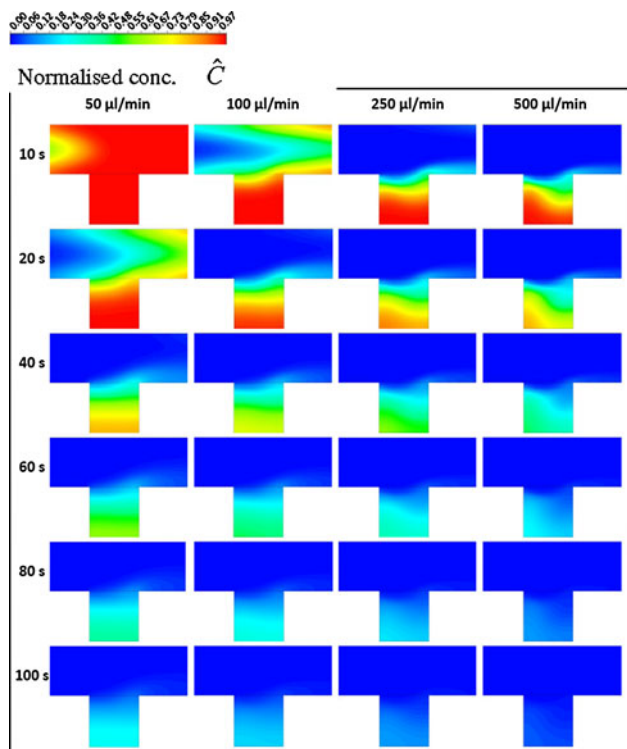 0.00 0.06 0.12 0.18 0.24 0.30 0.36 0.42 0.48 0.55 0.61 0.67 0.73 0.79 0.85 0.91 0.97
Normalised conc. Ĉ
50 µl/min 100 µl/min 250 µl/min 500 µl/min
10 s
20 s
40 s
60 s
80 s
100 s